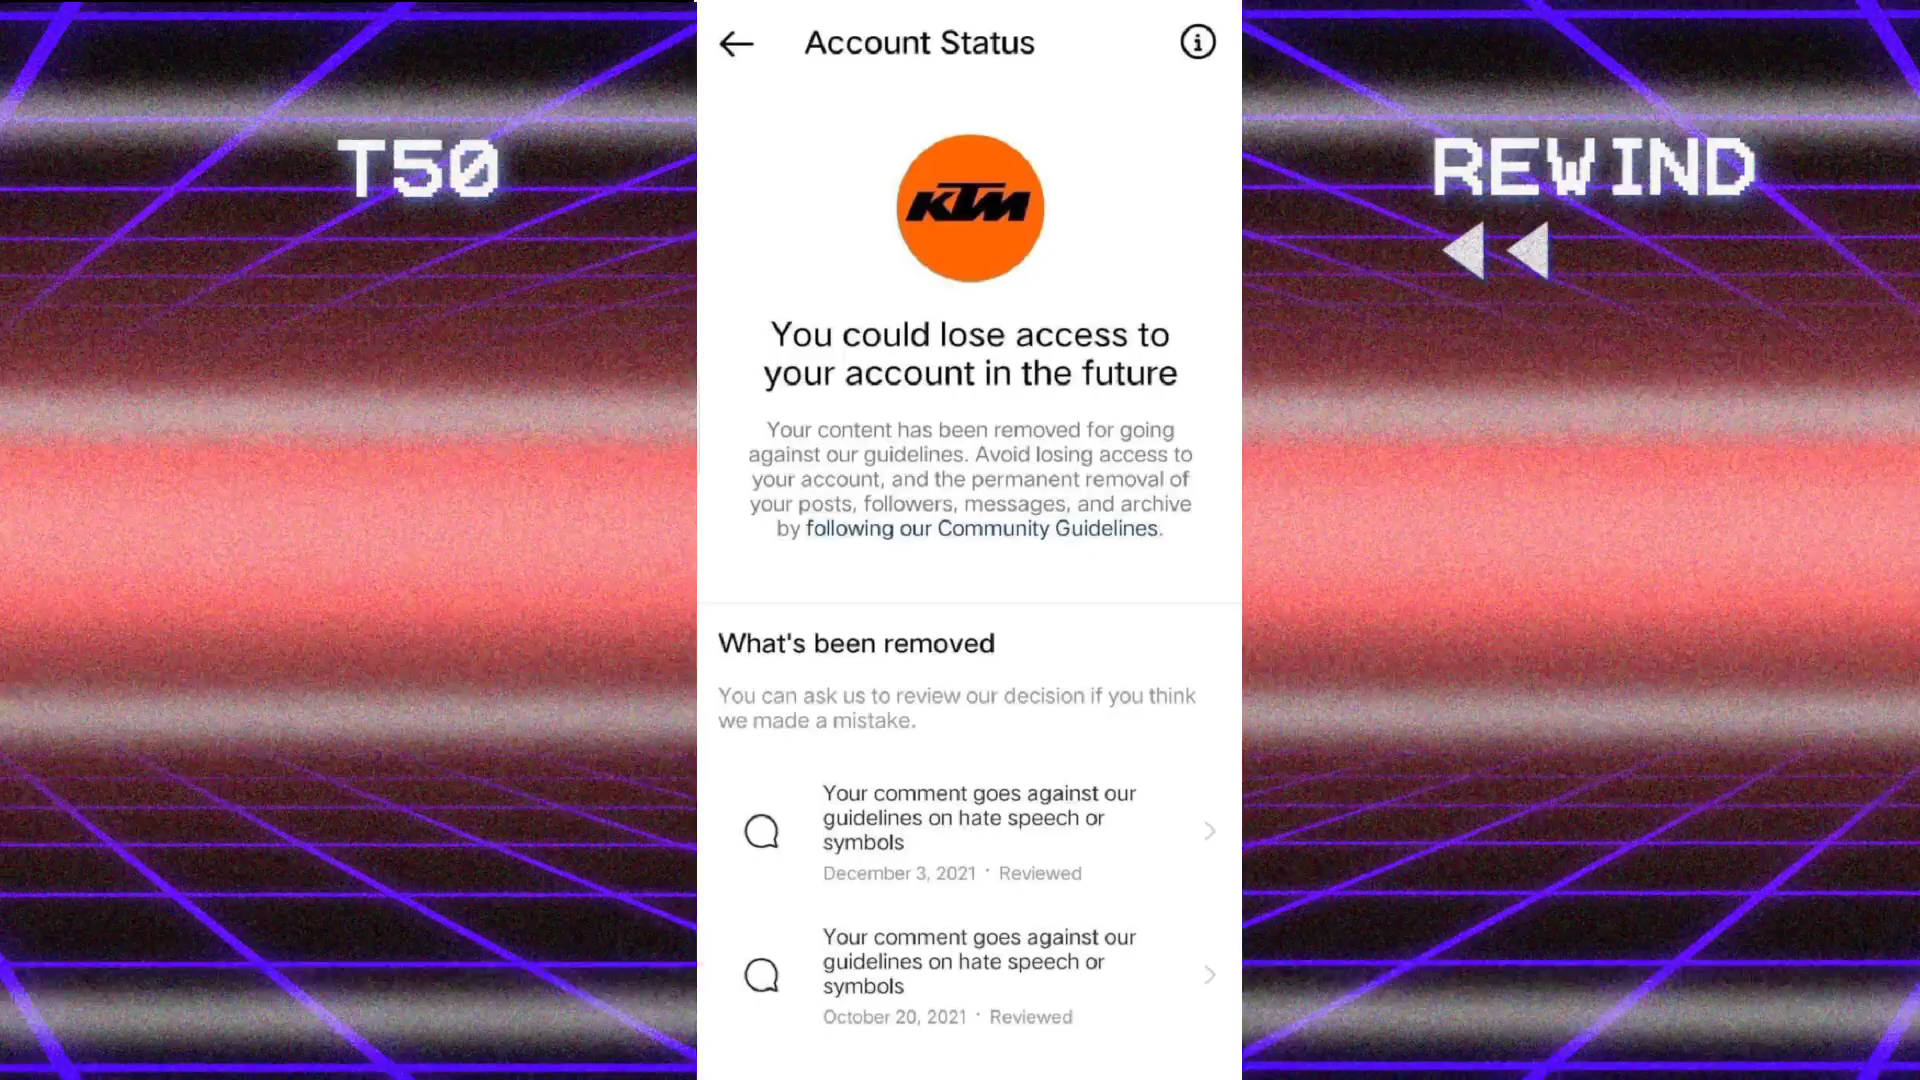 Account Status
T50
REWIND
KTM
You could lose access to
your account in the future
Your content has been removed for going
against our guidelines. Avoid losing access to
your account, and the permanent removal of
your posts, followers, messages, and archive
by following our Community Guidelines.
What's been removed
You can ask us to review our decision if you think
we made a mistake.
Your comment goes against our
guidelines on hate speech or
symbols
December 3, 2021 · Reviewed
Your comment goes against our
guidelines on hate speech or
symbols
October 20, 2021 · Reviewed